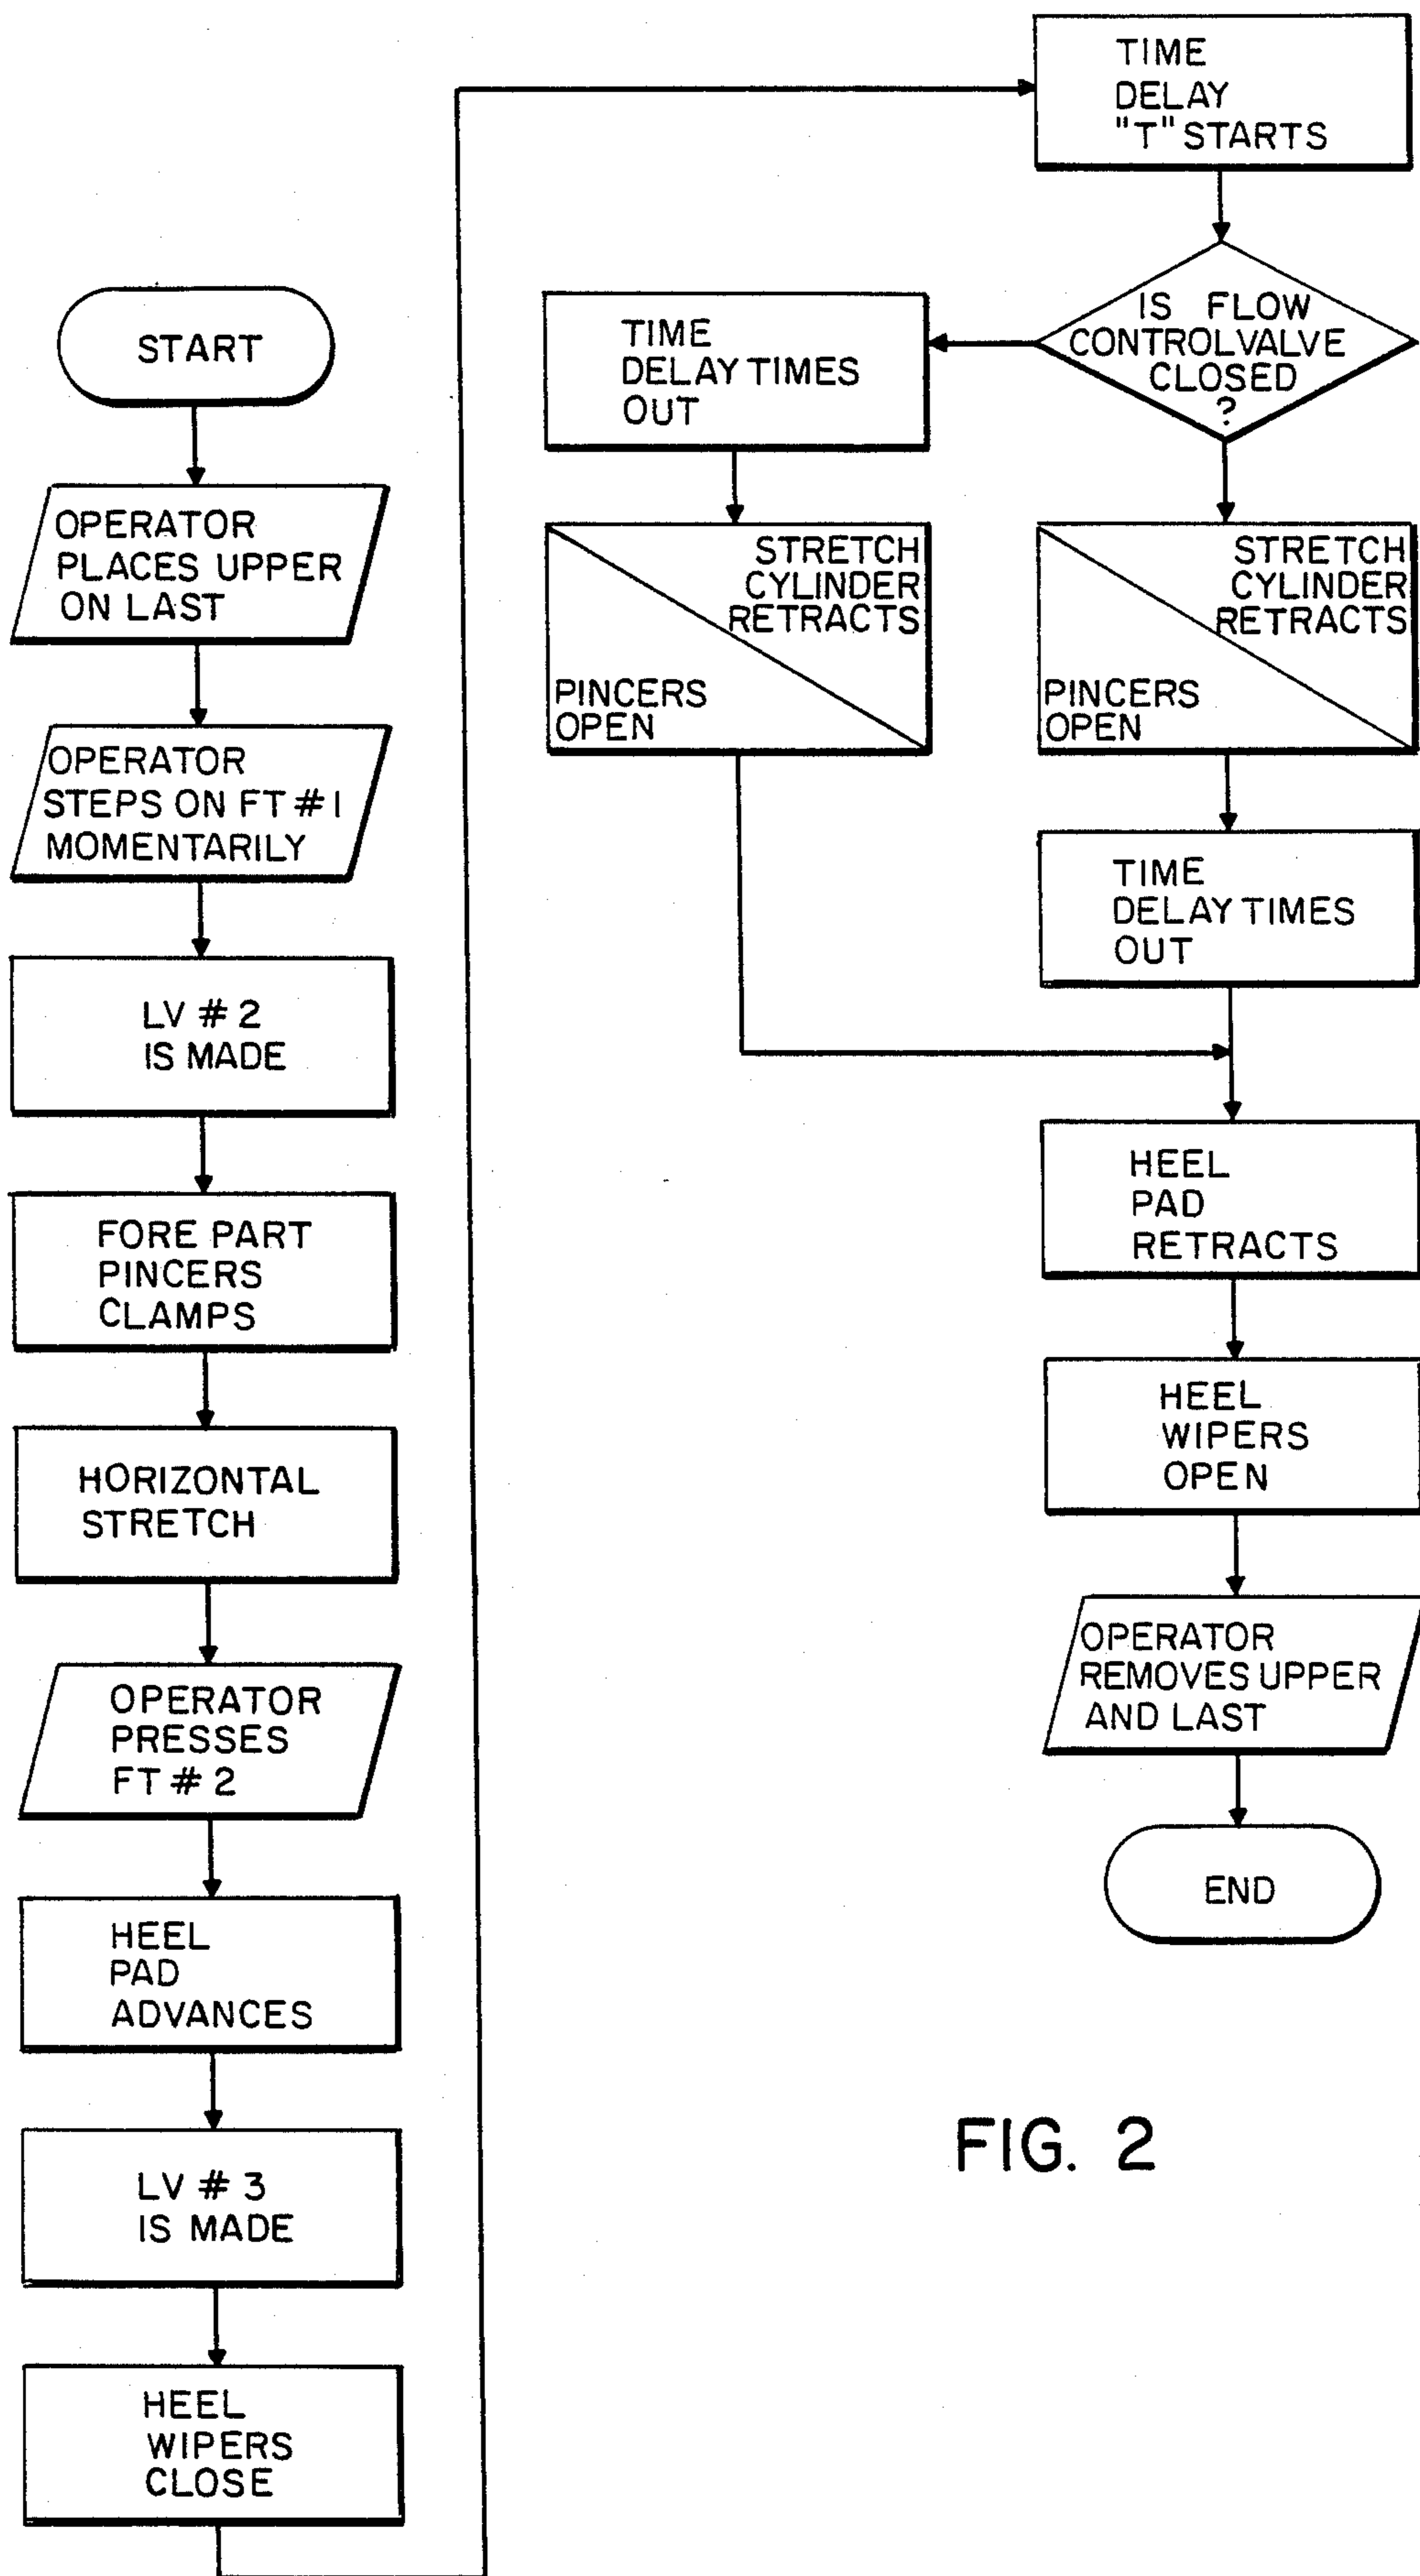 START
OPERATOR
PLACES UPPER
ON LAST
OPERATOR
STEPS ON FT #1
MOMENTARILY
LV # 2
IS MADE
FORE PART
PINCERS
CLAMPS
HORIZONTAL
STRETCH
OPERATOR
PRESSES
FT # 2
HEEL
PAD
ADVANCES
LV # 3
IS MADE
HEEL
WIPERS
CLOSE
TIME
DELAY
"T" STARTS
IS FLOW
CONTROLVALVE
CLOSED
?
TIME
DELAY TIMES
OUT
STRETCH
CYLINDER
RETRACTS
PINCERS
OPEN
STRETCH
CYLINDER
RETRACTS
PINCERS
OPEN
TIME
DELAY TIMES
OUT
HEEL
PAD
RETRACTS
HEEL
WIPERS
OPEN
OPERATOR
REMOVES UPPER
AND LAST
END
FIG. 2